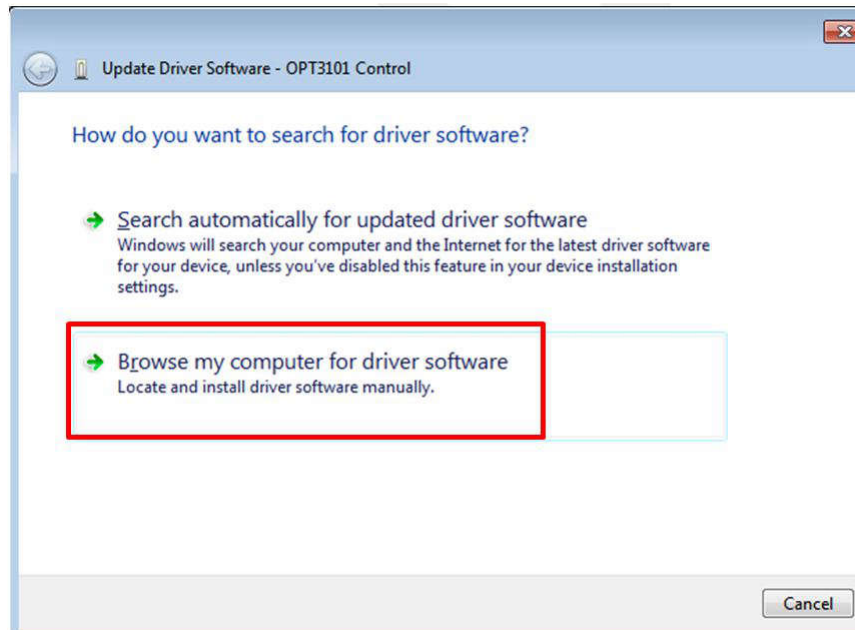 Update Driver Software - OPT3101 Control
How do you want to search for driver software?
Search automatically for updated driver software
Windows will search your computer and the Internet for the latest driver software
for your device, unless you've disabled this feature in your device installation
settings.
Browse my computer for driver software
Locate and install driver software manually.
Cancel